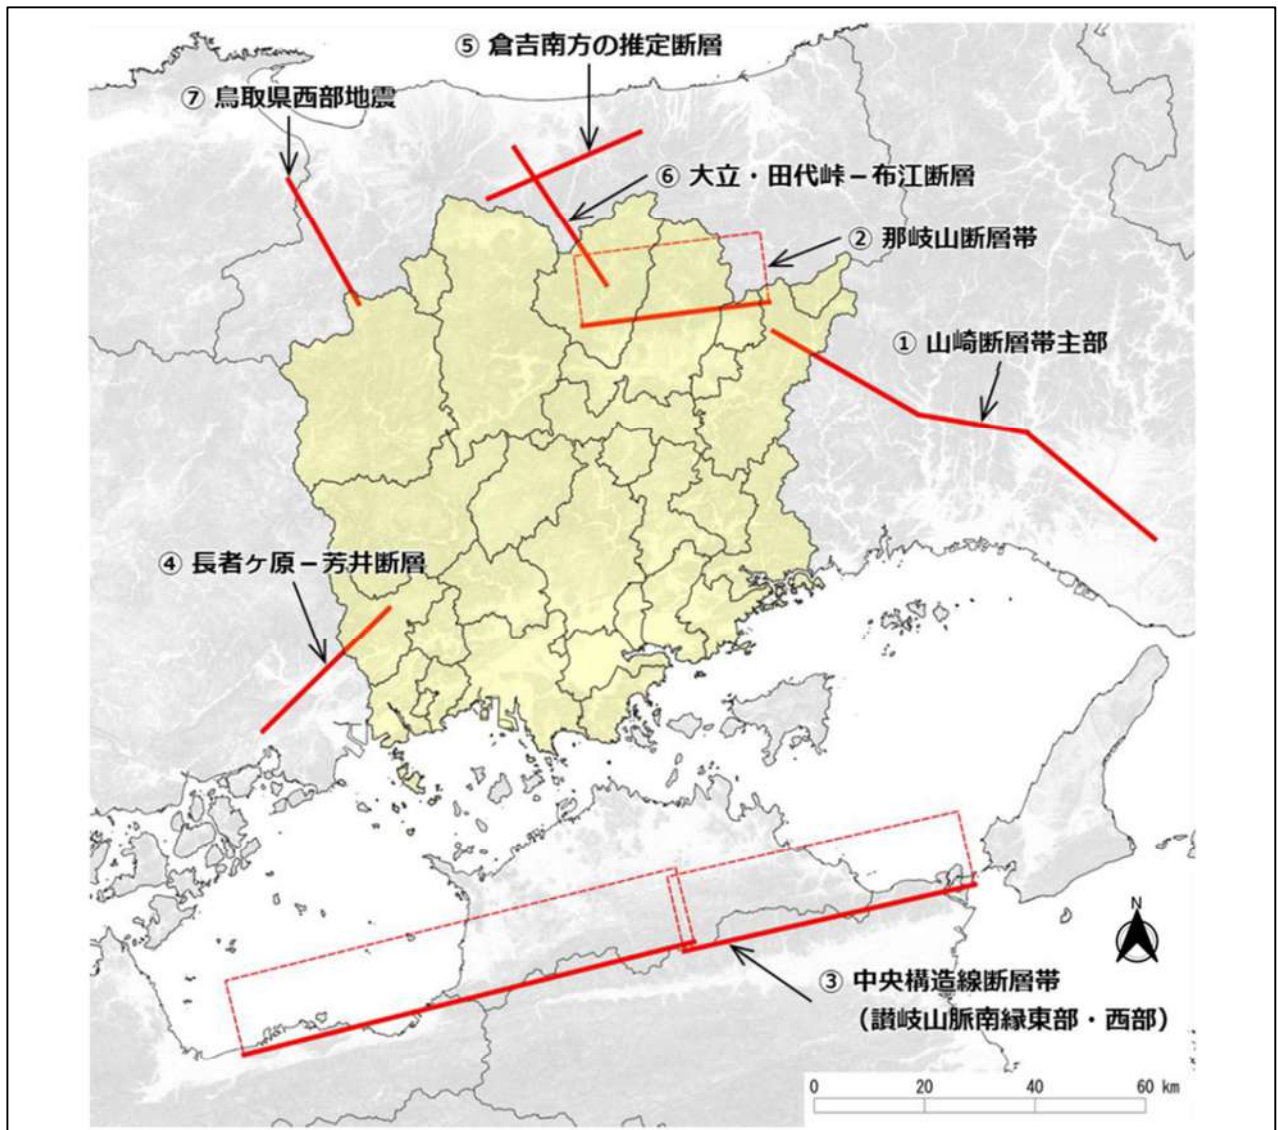 ⑤ 倉吉南方の推定断層
⑦ 鳥取県西部地震
⑥ 大立・田代峠－布江断層
② 那岐山断層帯
① 山崎断層帯主部
④ 長者ヶ原－芳井断層
N
③ 中央構造線断層帯
（讃岐山脈南縁東部・西部）
0 20 40 60 km